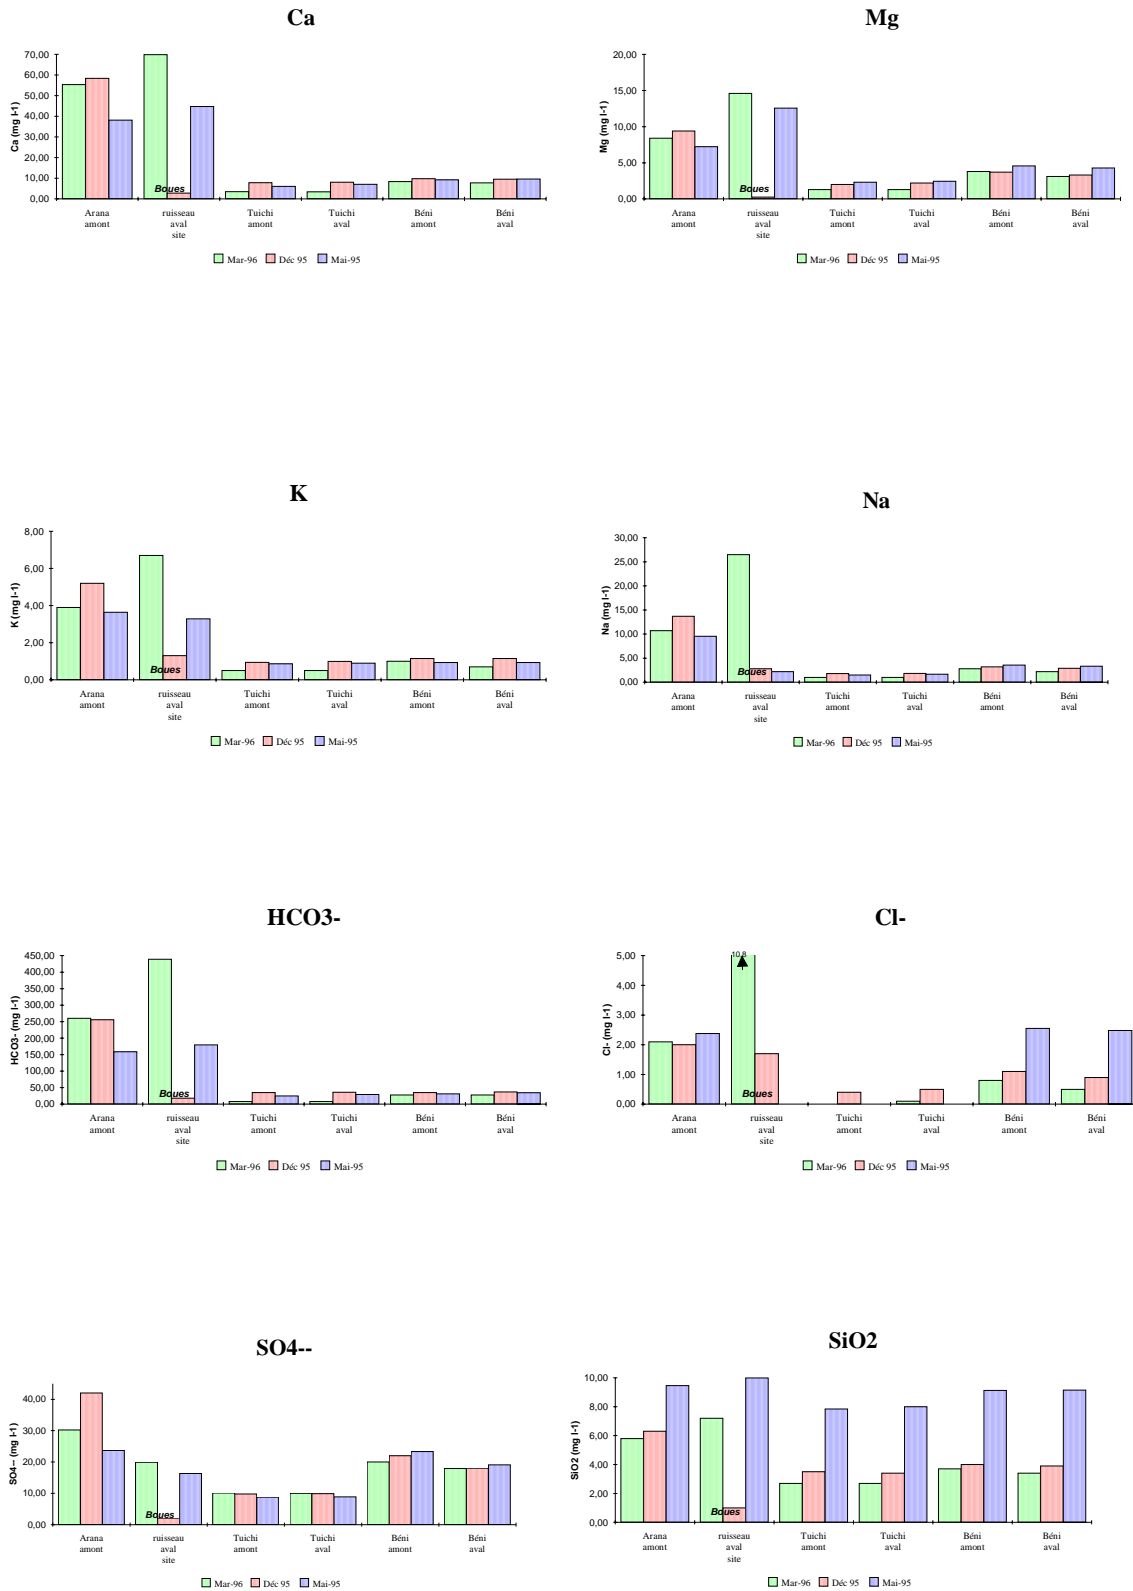 Ca
Ca (mg l-1)
70,00
60,00
50,00
40,00
30,00
20,00
10,00
0,00
Boues
Arana amont
ruisseau aval site
Tuichi amont
Tuichi aval
Béni amont
Béni aval
Mar-96 Déc 95 Mai-95
Mg
Mg (mg l-1)
20,00
15,00
10,00
5,00
0,00
Boues
Arana amont
ruisseau aval site
Tuichi amont
Tuichi aval
Béni amont
Béni aval
Mar-96 Déc 95 Mai-95
K
K (mg l-1)
8,00
6,00
4,00
2,00
0,00
Boues
Arana amont
ruisseau aval site
Tuichi amont
Tuichi aval
Béni amont
Béni aval
Mar-96 Déc 95 Mai-95
Na
Na (mg l-1)
30,00
25,00
20,00
15,00
10,00
5,00
0,00
Boues
Arana amont
ruisseau aval site
Tuichi amont
Tuichi aval
Béni amont
Béni aval
Mar-96 Déc 95 Mai-95
HCO3-
HCO3- (mg l-1)
450,00
400,00
350,00
300,00
250,00
200,00
150,00
100,00
50,00
0,00
Boues
Arana amont
ruisseau aval site
Tuichi amont
Tuichi aval
Béni amont
Béni aval
Mar-96 Déc 95 Mai-95
Cl-
Cl- (mg l-1)
5,00
4,00
3,00
2,00
1,00
0,00
10,8
Boues
Arana amont
ruisseau aval site
Tuichi amont
Tuichi aval
Béni amont
Béni aval
Mar-96 Déc 95 Mai-95
SO4--
SO4-- (mg l-1)
40,00
30,00
20,00
10,00
0,00
Boues
Arana amont
ruisseau aval site
Tuichi amont
Tuichi aval
Béni amont
Béni aval
Mar-96 Déc 95 Mai-95
SiO2
SiO2 (mg l-1)
10,00
8,00
6,00
4,00
2,00
0,00
Boues
Arana amont
ruisseau aval site
Tuichi amont
Tuichi aval
Béni amont
Béni aval
Mar-96 Déc 95 Mai-95